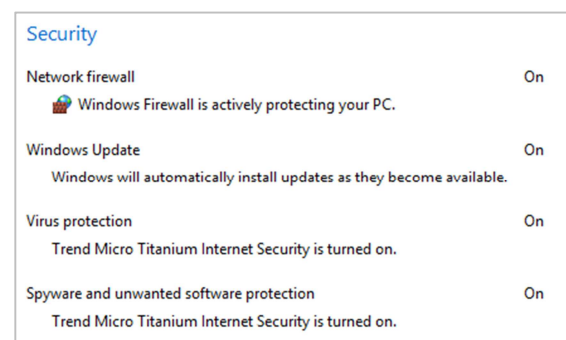 Security
Network firewall On
Windows Firewall is actively protecting your PC.
Windows Update On
Windows will automatically install updates as they become available.
Virus protection On
Trend Micro Titanium Internet Security is turned on.
Spyware and unwanted software protection On
Trend Micro Titanium Internet Security is turned on.